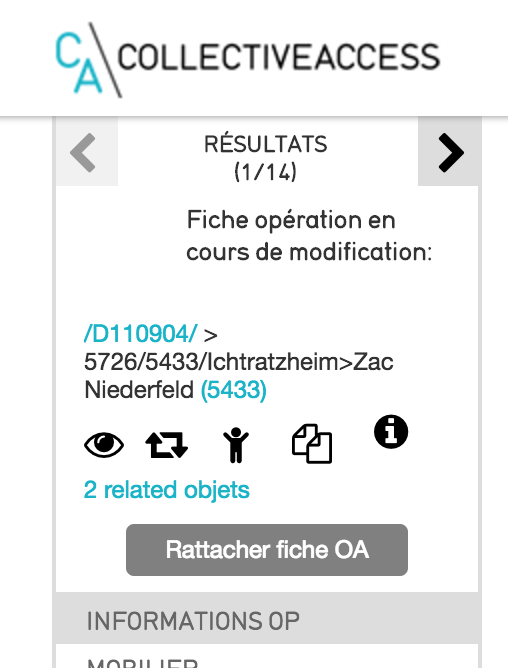 CA COLLECTIVEACCESS
RÉSULTATS
(1/14)
Fiche opération en
cours de modification:
/D110904/ >
5726/5433/Ichtratzheim>Zac
Niederfeld (5433)
2 related objets
Rattacher fiche OA
INFORMATIONS OP
MOBILIER